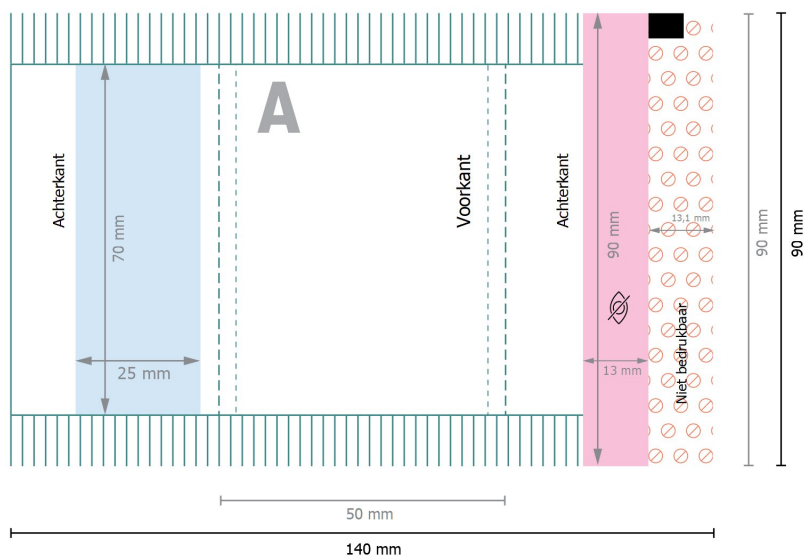 A
Achterkant
Voorkant
Achterkant
70 mm
90 mm
13,1 mm
90 mm
90 mm
25 mm
13 mm
Niet bedrukbaar
50 mm
140 mm